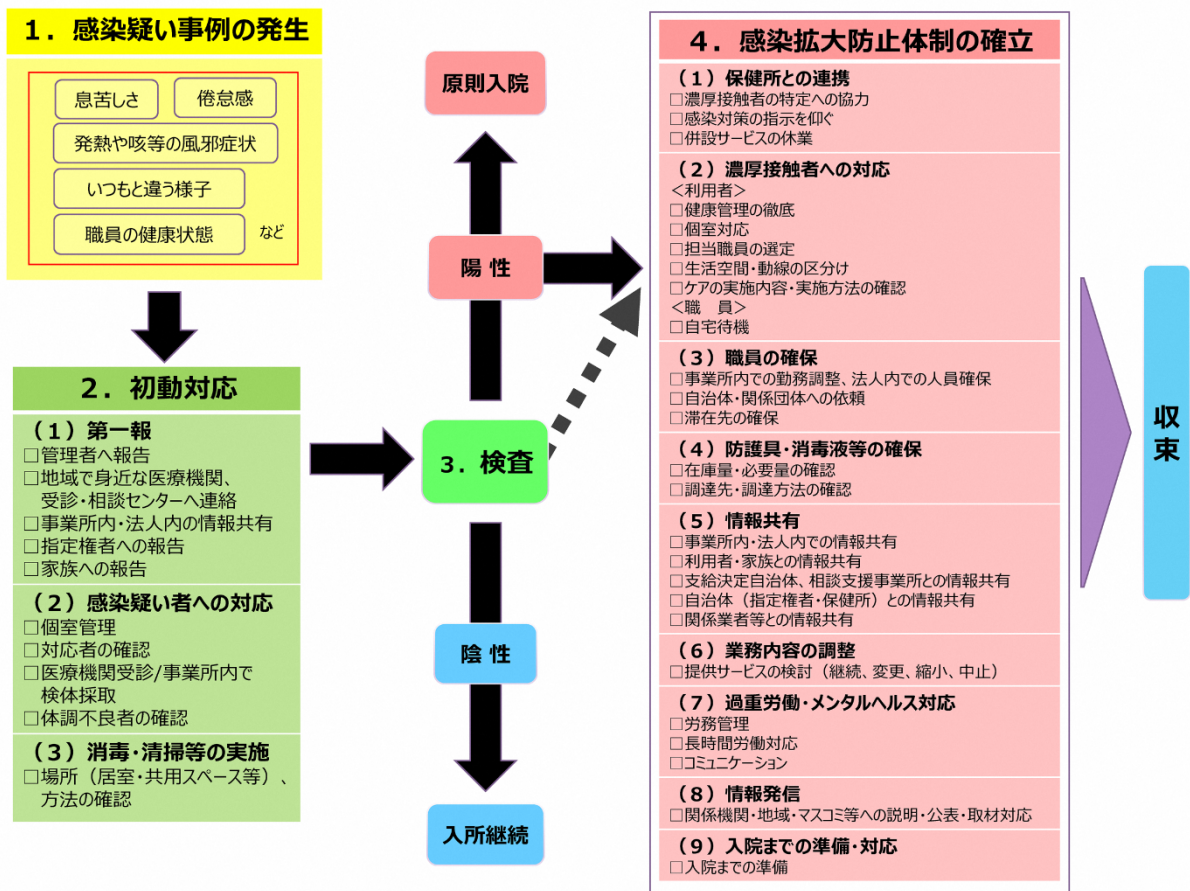 1．感染疑い事例の発生
息苦しさ
倦怠感
発熱や咳等の風邪症状
いつもと違う様子
職員の健康状態
など
2．初動対応
（1）第一報
□管理者へ報告
□地域で身近な医療機関、
受診・相談センターへ連絡
□事業所内・法人内の情報共有
□指定権者への報告
□家族への報告
（2）感染疑い者への対応
□個室管理
□対応者の確認
□医療機関受診/事業所内で
検体採取
□体調不良者の確認
（3）消毒・清掃等の実施
□場所（居室・共用スペース等）、
方法の確認
原則入院
陽 性
3．検査
陰 性
入所継続
4．感染拡大防止体制の確立
（1）保健所との連携
□濃厚接触者の特定への協力
□感染対策の指示を仰ぐ
□併設サービスの休業
（2）濃厚接触者への対応
＜利用者＞
□健康管理の徹底
□個室対応
□担当職員の選定
□生活空間・動線の区分け
□ケアの実施内容・実施方法の確認
＜職　員＞
□自宅待機
（3）職員の確保
□事業所内での勤務調整、法人内での人員確保
□自治体・関係団体への依頼
□滞在先の確保
（4）防護具・消毒液等の確保
□在庫量・必要量の確認
□調達先・調達方法の確認
（5）情報共有
□事業所内・法人内での情報共有
□利用者・家族との情報共有
□支給決定自治体、相談支援事業所との情報共有
□自治体（指定権者・保健所）との情報共有
□関係業者等との情報共有
（6）業務内容の調整
□提供サービスの検討（継続、変更、縮小、中止）
（7）過重労働・メンタルヘルス対応
□労務管理
□長時間労働対応
□コミュニケーション
（8）情報発信
□関係機関・地域・マスコミ等への説明・公表・取材対応
（9）入院までの準備・対応
□入院までの準備
収束